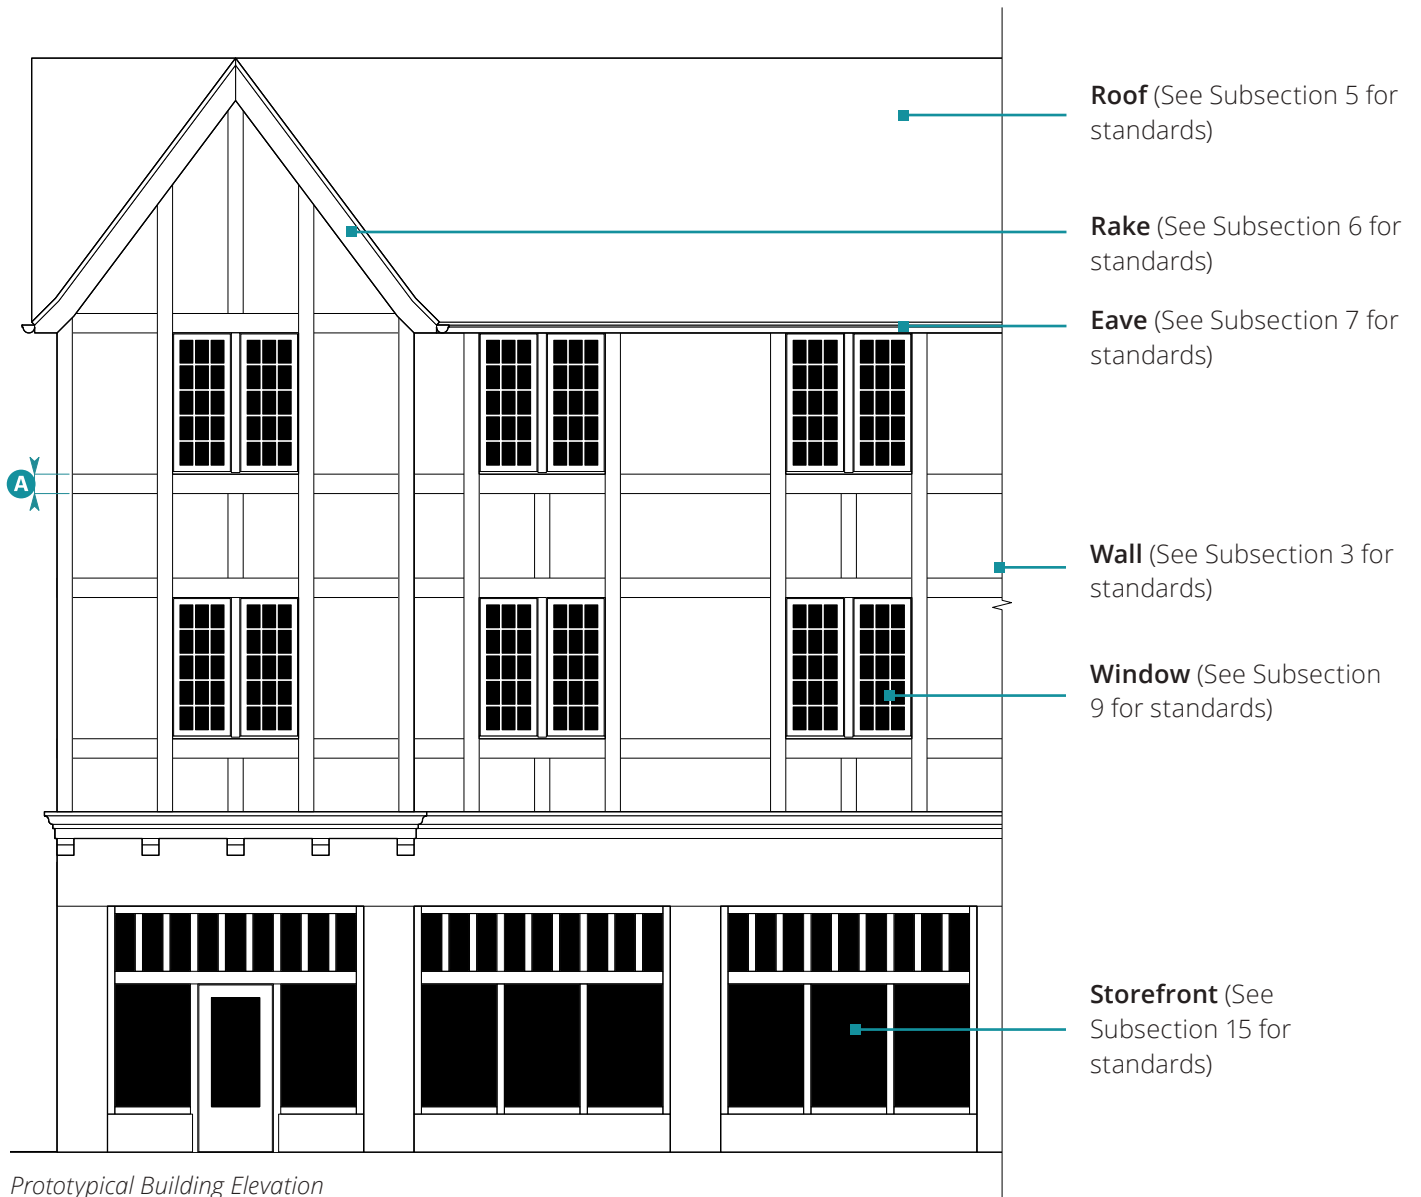 Roof (See Subsection 5 for
standards)
Rake (See Subsection 6 for
standards)
Eave (See Subsection 7 for
standards)
A
Wall (See Subsection 3 for
standards)
Window (See Subsection
9 for standards)
Storefront (See
Subsection 15 for
standards)
Prototypical Building Elevation